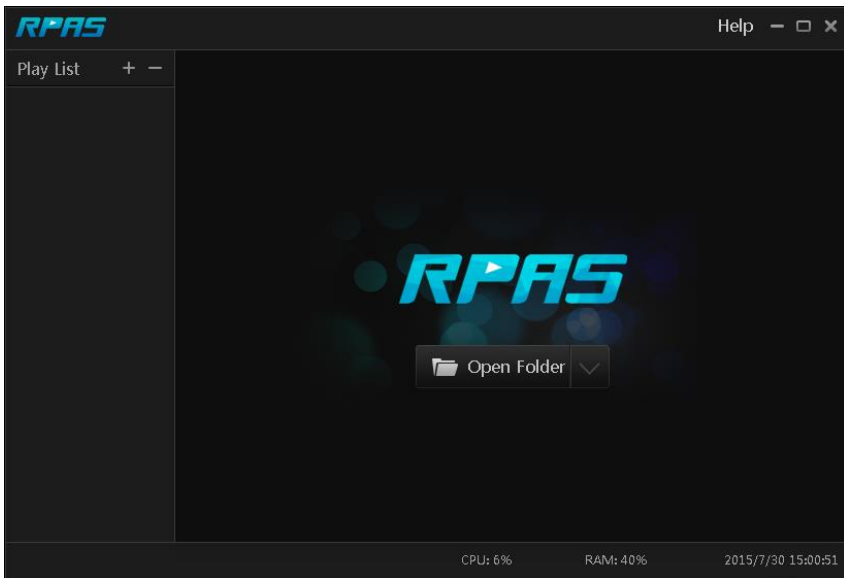 RPAS Help
Play List + −
RPAS
Open Folder
CPU: 6% RAM: 40% 2015/7/30 15:00:51